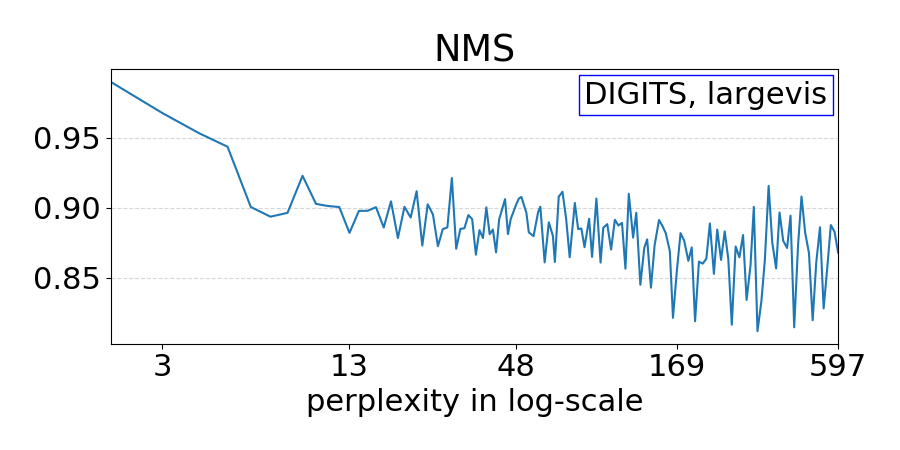 NMS
DIGITS, largevis
0.95
0.90
0.85
3 13 48 169 597
perplexity in log-scale